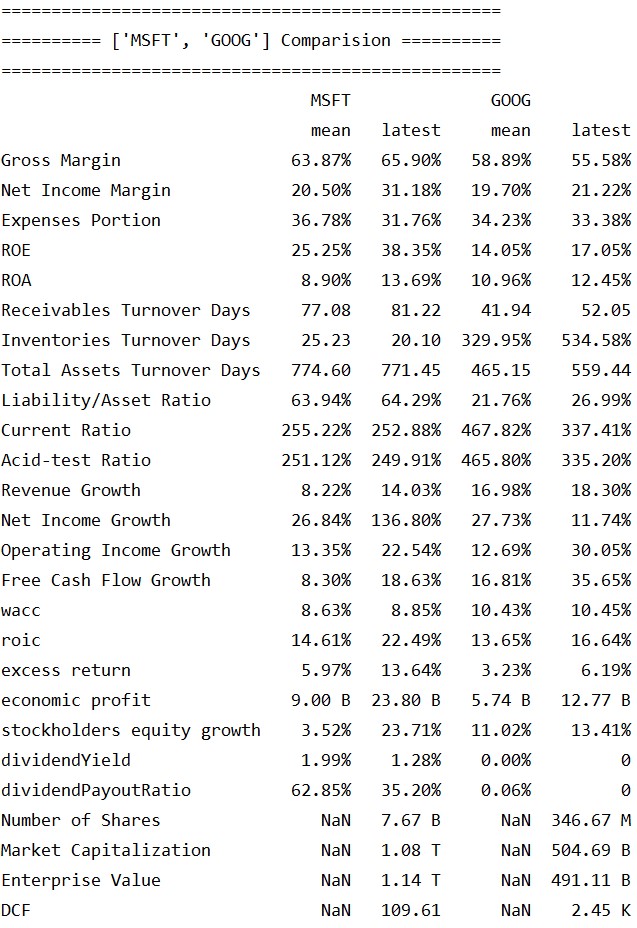 ==================================================
========== ['MSFT', 'GOOG'] Comparision ==========
==================================================
MSFT GOOG
mean latest mean latest
Gross Margin 63.87% 65.90% 58.89% 55.58%
Net Income Margin 20.50% 31.18% 19.70% 21.22%
Expenses Portion 36.78% 31.76% 34.23% 33.38%
ROE 25.25% 38.35% 14.05% 17.05%
ROA 8.90% 13.69% 10.96% 12.45%
Receivables Turnover Days 77.08 81.22 41.94 52.05
Inventories Turnover Days 25.23 20.10 329.95% 534.58%
Total Assets Turnover Days 774.60 771.45 465.15 559.44
Liability/Asset Ratio 63.94% 64.29% 21.76% 26.99%
Current Ratio 255.22% 252.88% 467.82% 337.41%
Acid-test Ratio 251.12% 249.91% 465.80% 335.20%
Revenue Growth 8.22% 14.03% 16.98% 18.30%
Net Income Growth 26.84% 136.80% 27.73% 11.74%
Operating Income Growth 13.35% 22.54% 12.69% 30.05%
Free Cash Flow Growth 8.30% 18.63% 16.81% 35.65%
wacc 8.63% 8.85% 10.43% 10.45%
roic 14.61% 22.49% 13.65% 16.64%
excess return 5.97% 13.64% 3.23% 6.19%
economic profit 9.00 B 23.80 B 5.74 B 12.77 B
stockholders equity growth 3.52% 23.71% 11.02% 13.41%
dividendYield 1.99% 1.28% 0.00% 0
dividendPayoutRatio 62.85% 35.20% 0.06% 0
Number of Shares NaN 7.67 B NaN 346.67 M
Market Capitalization NaN 1.08 T NaN 504.69 B
Enterprise Value NaN 1.14 T NaN 491.11 B
DCF NaN 109.61 NaN 2.45 K